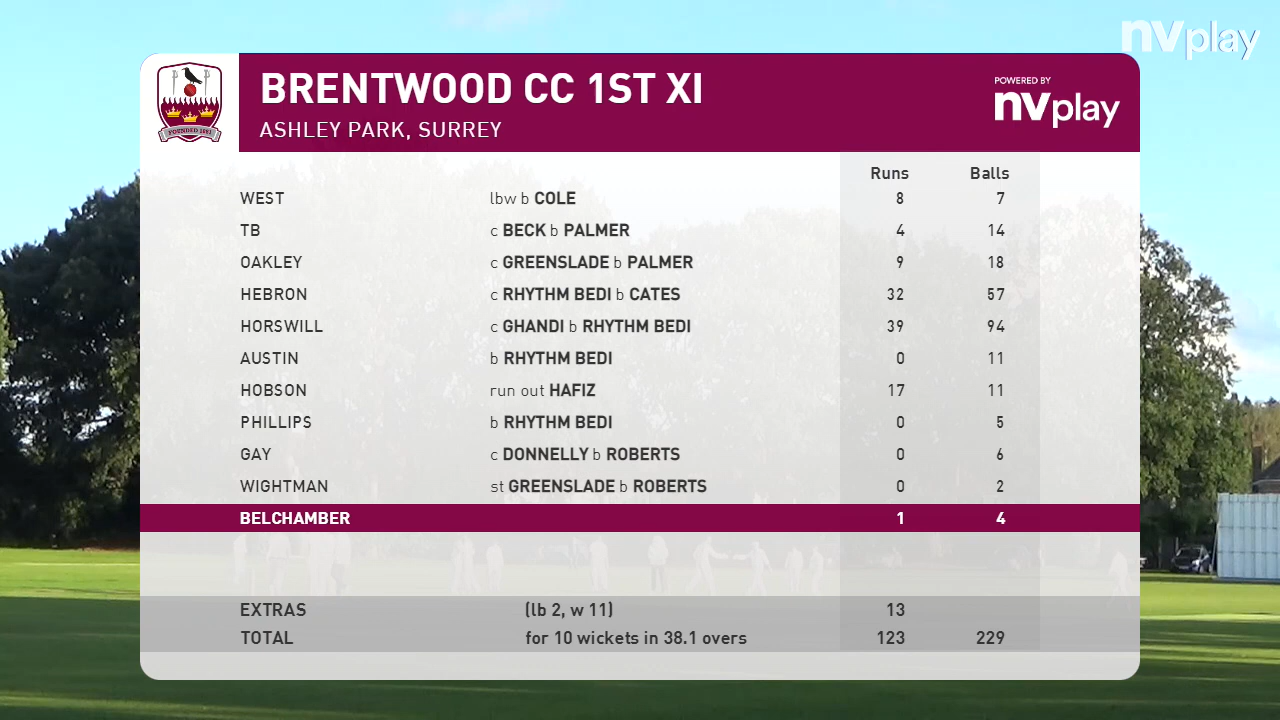 nvplay
BRENTWOOD CC 1ST XI
ASHLEY PARK, SURREY
POWERED BY
nvplay
FOUNDED 1881
Runs Balls
WEST lbw b COLE 8 7
TB c BECK b PALMER 4 14
OAKLEY c GREENSLADE b PALMER 9 18
HEBRON c RHYTHM BEDI b CATES 32 57
HORSWILL c GHANDI b RHYTHM BEDI 39 94
AUSTIN b RHYTHM BEDI 0 11
HOBSON run out HAFIZ 17 11
PHILLIPS b RHYTHM BEDI 0 5
GAY c DONNELLY b ROBERTS 0 6
WIGHTMAN st GREENSLADE b ROBERTS 0 2
BELCHAMBER 1 4
EXTRAS (lb 2, w 11) 13
TOTAL for 10 wickets in 38.1 overs 123 229